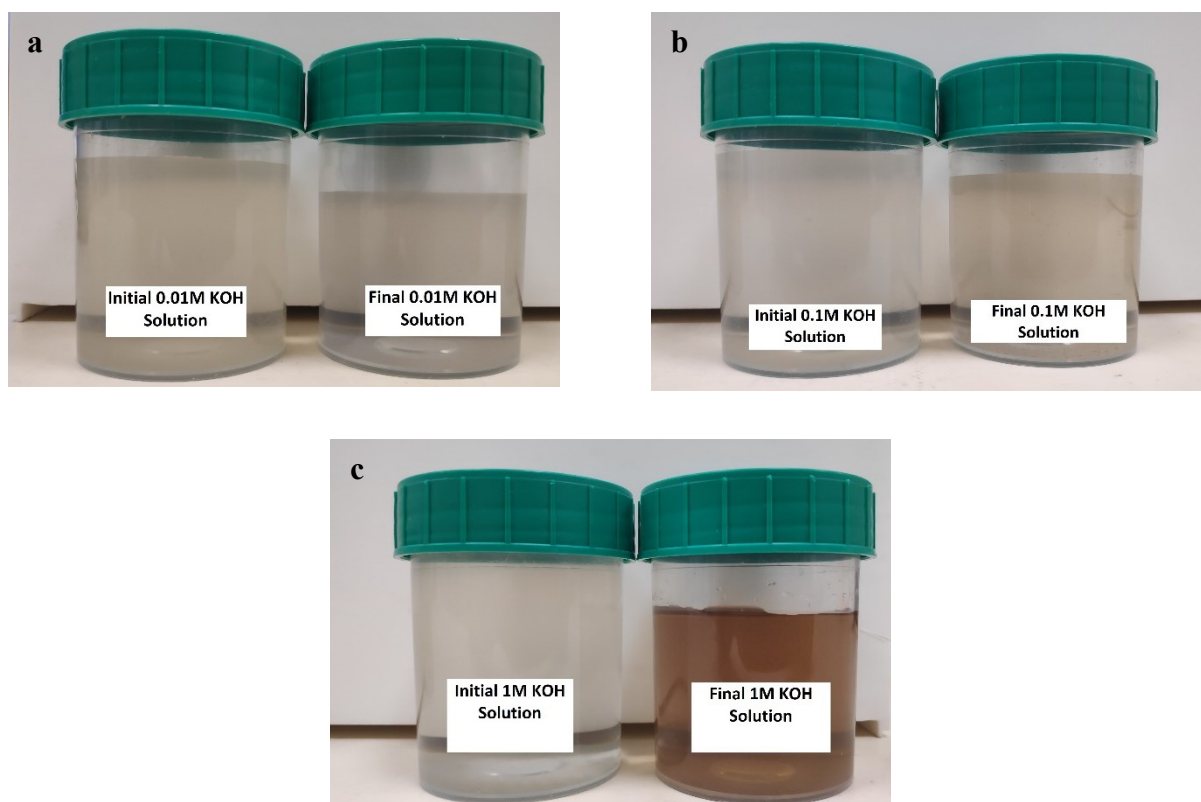 a
Initial 0.01M KOH
Solution
Final 0.01M KOH
Solution
b
Initial 0.1M KOH
Solution
Final 0.1M KOH
Solution
c
Initial 1M KOH
Solution
Final 1M KOH
Solution